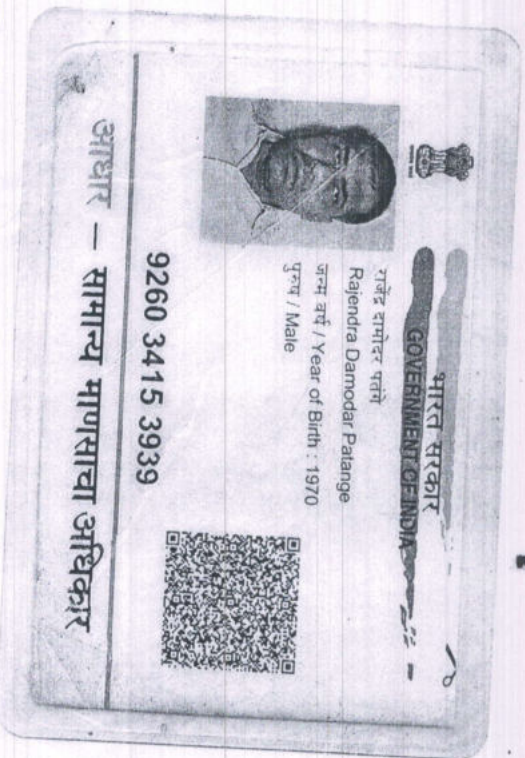 भारत सरकार
GOVERNMENT OF INDIA
राजेंद्र दामोदर पतंगे
Rajendra Damodar Patange
जन्म वर्ष / Year of Birth : 1970
पुरुष / Male
9260 3415 3939
आधार – सामान्य माणसाचा अधिकार